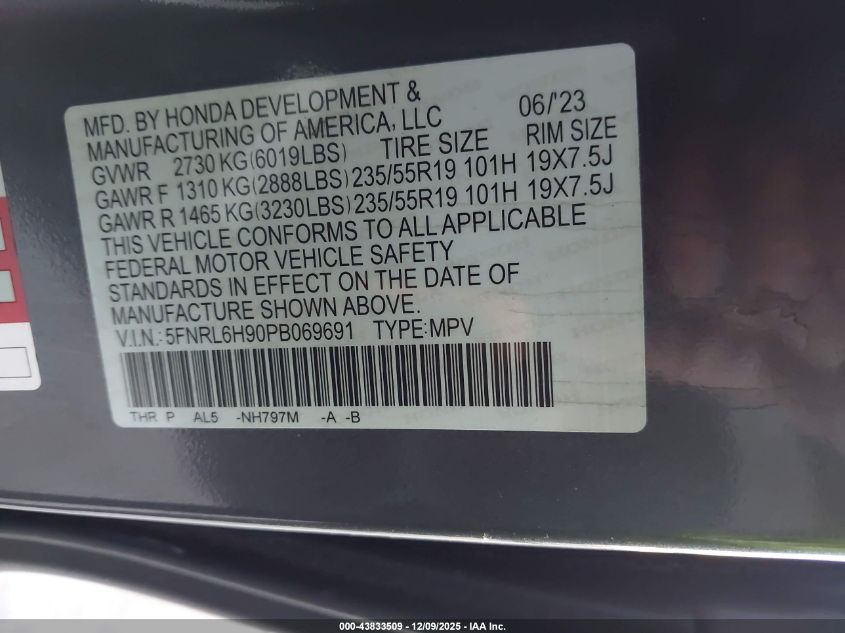 MFD. BY HONDA DEVELOPMENT &
MANUFACTURING OF AMERICA, LLC 06/'23
GVWR 2730 KG(6019LBS) TIRE SIZE RIM SIZE
GAWR F 1310 KG(2888LBS) 235/55R19 101H 19X7.5J
GAWR R 1465 KG(3230LBS) 235/55R19 101H 19X7.5J
THIS VEHICLE CONFORMS TO ALL APPLICABLE
FEDERAL MOTOR VEHICLE SAFETY
STANDARDS IN EFFECT ON THE DATE OF
MANUFACTURE SHOWN ABOVE.
V.I.N.:5FNRL6H90PB069691 TYPE:MPV
THR P AL5 -NH797M -A -B
000-43833509 - 12/09/2025 - IAA Inc.